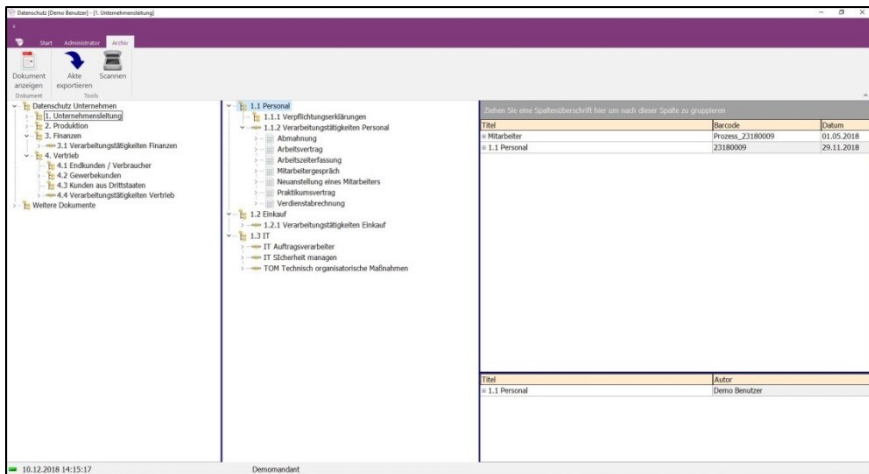 Datenschutz [Demo Benutzer] - [1. Unternehmensleitung]
Start Administrator Archiv
Dokument anzeigen
Akte exportieren
Scannen
Dokument Tools
Datenschutz Unternehmen
1. Unternehmensleitung
2. Produktion
3. Finanzen
3.1 Verarbeitungstätigkeiten Finanzen
4. Vertrieb
4.1 Endkunden / Verbraucher
4.2 Gewerbekunden
4.3 Kunden aus Drittstaaten
4.4 Verarbeitungstätigkeiten Vertrieb
Weitere Dokumente
1.1 Personal
1.1.1 Verpflichtungserklärungen
1.1.2 Verarbeitungstätigkeiten Personal
Abmahnung
Arbeitsvertrag
Arbeitszeiterfassung
Mitarbeitergespräch
Neuanstellung eines Mitarbeiters
Praktikumsvertrag
Verdienstabrechnung
1.2 Einkauf
1.2.1 Verarbeitungstätigkeiten Einkauf
1.3 IT
IT Auftragsverarbeiter
IT SIcherheit managen
TOM Technisch organisatorische Maßnahmen
Ziehen Sie eine Spaltenüberschrift hier um nach dieser Spalte zu gruppieren
Titel Barcode Datum
Mitarbeiter Prozess_23180009 01.05.2018
1.1 Personal 23180009 29.11.2018
Titel Autor
1.1 Personal Demo Benutzer
10.12.2018 14:15:17 Demomandant